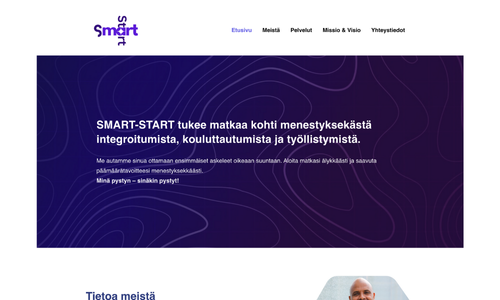 Smart
Start
Etusivu Meistä Palvelut Missio & Visio Yhteystiedot
SMART-START tukee matkaa kohti menestyksekästä
integroitumista, kouluttautumista ja työllistymistä.
Me autamme sinua ottamaan ensimmäiset askeleet oikeaan suuntaan. Aloita matkasi älykkäästi ja saavuta
päämäärätavoitteesi menestyksekkäästi.
Minä pystyn – sinäkin pystyt!
Tietoa meistä